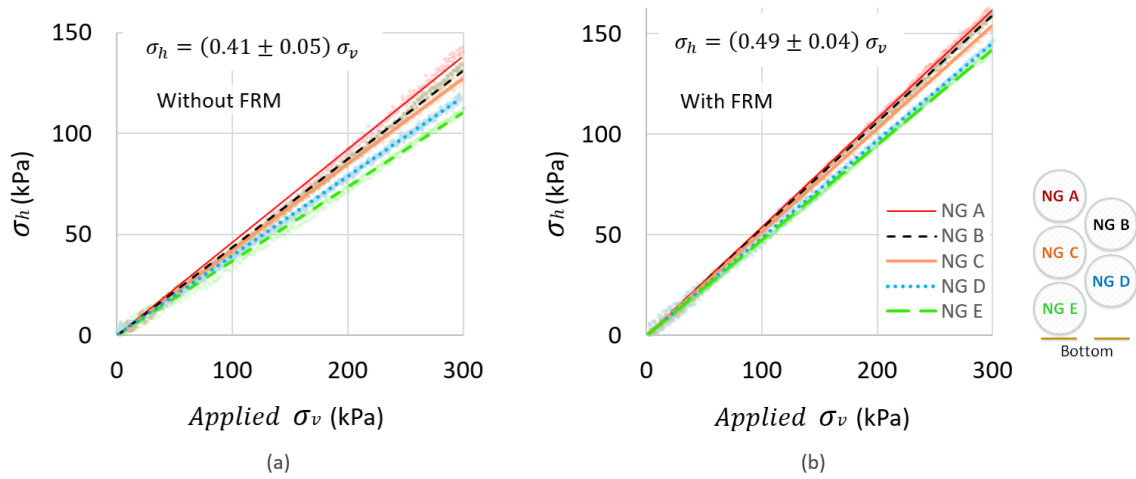 σₕ = (0.41 ± 0.05) σᵥ
Without FRM
150
100
50
0
σₕ (kPa)
0 100 200 300
Applied σᵥ (kPa)
(a)
σₕ = (0.49 ± 0.04) σᵥ
With FRM
150
100
50
0
σₕ (kPa)
0 100 200 300
Applied σᵥ (kPa)
(b)
NG A
NG B
NG C
NG D
NG E
NG A
NG B
NG C
NG D
NG E
Bottom